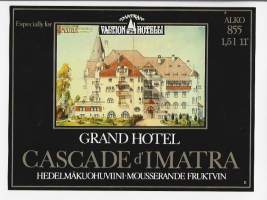 Especially for
VALTION HOTELLI
ALKO
855
1,5 l
GRAND HOTEL
CASCADE d'IMATRA
HEDELMÄKUOHUVIINI-MOUSSERANDE FRUKTVIN